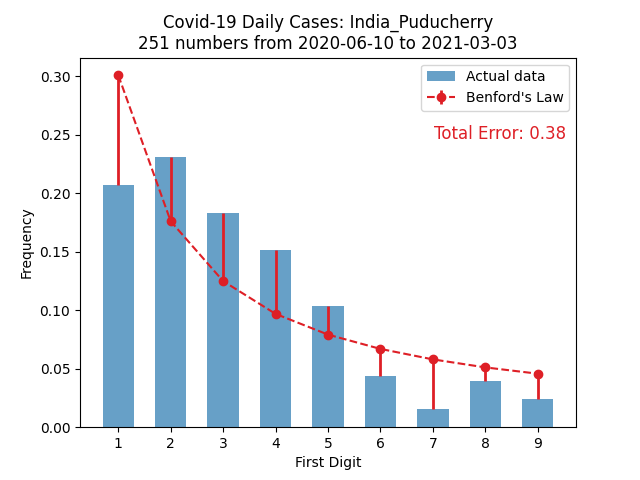 Covid-19 Daily Cases: India_Puducherry
251 numbers from 2020-06-10 to 2021-03-03
Actual data
Benford's Law
Total Error: 0.38
Frequency
0.30
0.25
0.20
0.15
0.10
0.05
0.00
1 2 3 4 5 6 7 8 9
First Digit